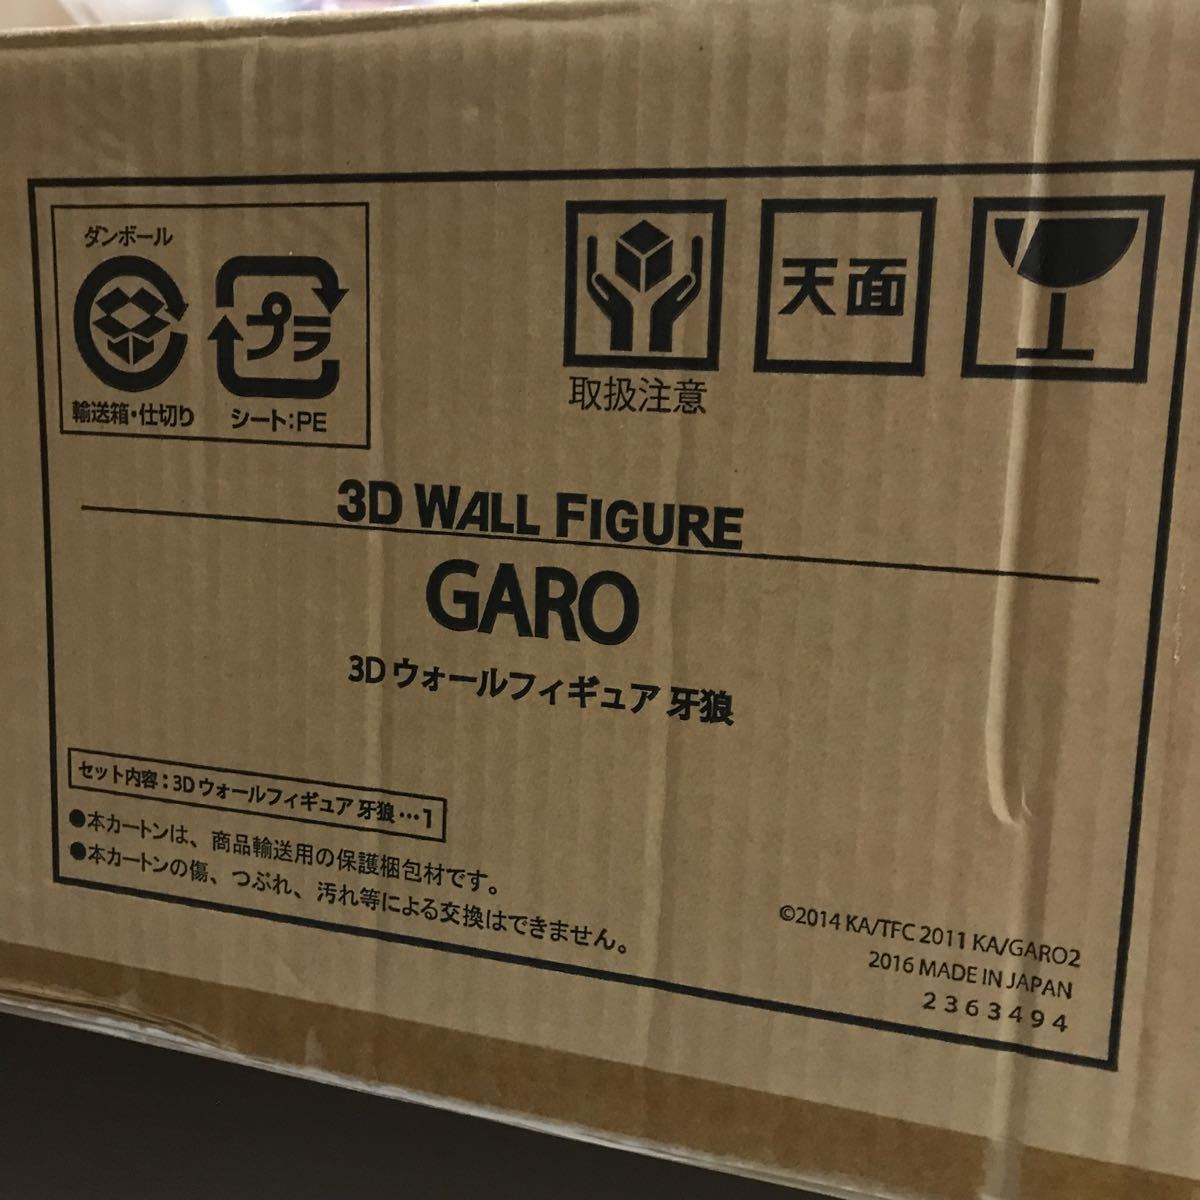 ダンボール
プラ
輸送箱・仕切り
シート:PE
天面
取扱注意
3D WALL FIGURE
GARO
3Dウォールフィギュア 牙狼
セット内容:3Dウォールフィギュア 牙狼…1
●本カートンは、商品輸送用の保護梱包材です。
●本カートンの傷、つぶれ、汚れ等による交換はできません。
©2014 KA/TFC 2011 KA/GARO2
2016 MADE IN JAPAN
2363494